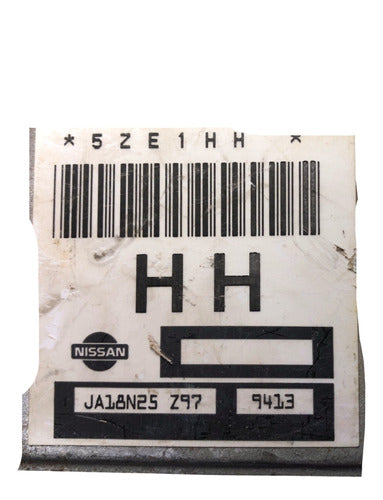 *5ZE1HH *
HH
NISSAN
JA18N25 Z97 9413